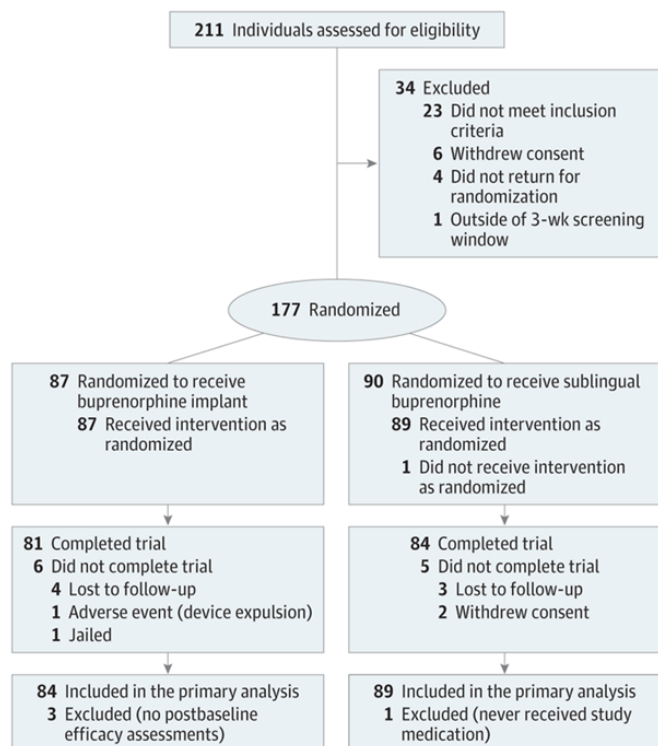 211 Individuals assessed for eligibility
34 Excluded
23 Did not meet inclusion
criteria
6 Withdrew consent
4 Did not return for
randomization
1 Outside of 3-wk screening
window
177 Randomized
87 Randomized to receive
buprenorphine implant
87 Received intervention as
randomized
90 Randomized to receive sublingual
buprenorphine
89 Received intervention as
randomized
1 Did not receive intervention
as randomized
81 Completed trial
6 Did not complete trial
4 Lost to follow-up
1 Adverse event (device expulsion)
1 Jailed
84 Completed trial
5 Did not complete trial
3 Lost to follow-up
2 Withdrew consent
84 Included in the primary analysis
3 Excluded (no postbaseline
efficacy assessments)
89 Included in the primary analysis
1 Excluded (never received study
medication)